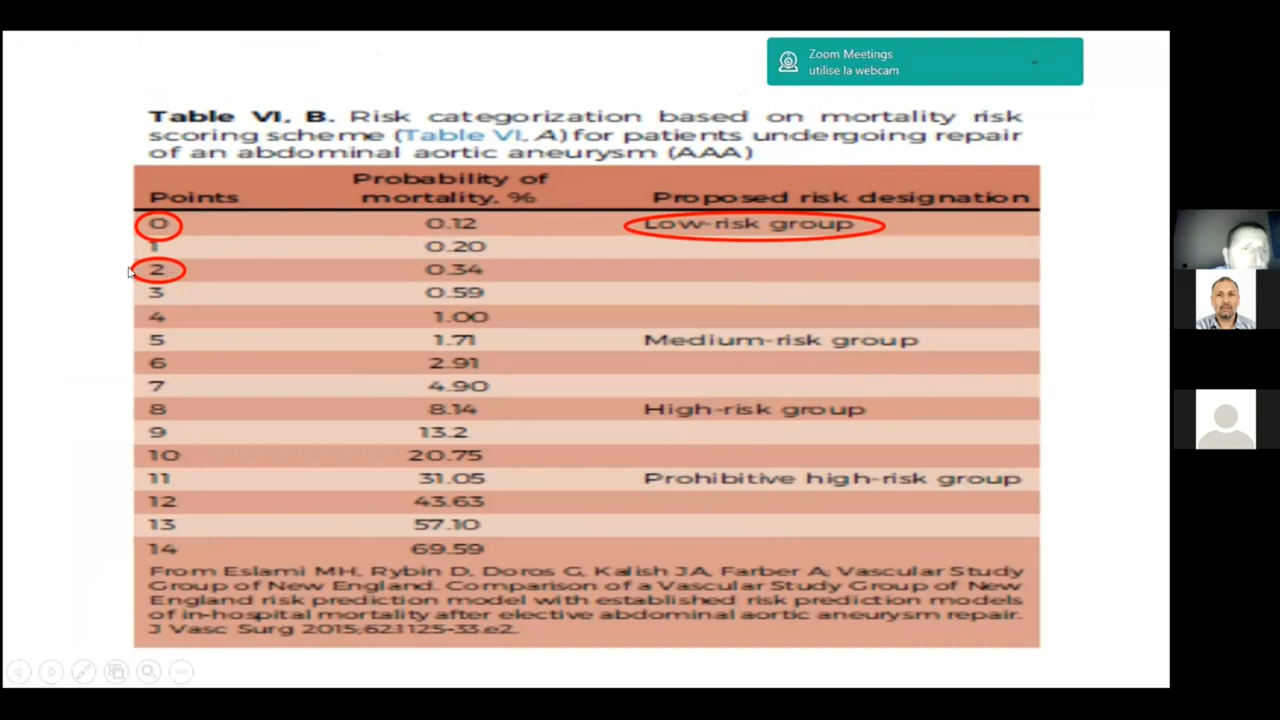 Zoom Meetings
utilise la webcam
Table VI, B. Risk categorization based on mortality risk
scoring scheme (Table VI, A) for patients undergoing repair
of an abdominal aortic aneurysm (AAA)
Points Probability of mortality, % Proposed risk designation
0 0.12 Low-risk group
1 0.20
2 0.34
3 0.59
4 1.00
5 1.71 Medium-risk group
6 2.91
7 4.90
8 8.14 High-risk group
9 13.2
10 20.75
11 31.05 Prohibitive high-risk group
12 43.63
13 57.10
14 69.59
From Eslami MH, Rybin D, Doros G, Kalish JA, Farber A; Vascular Study
Group of New England. Comparison of a Vascular Study Group of New
England risk prediction model with established risk prediction models
of in-hospital mortality after elective abdominal aortic aneurysm repair.
J Vasc Surg 2015;62:1125-33.e2.